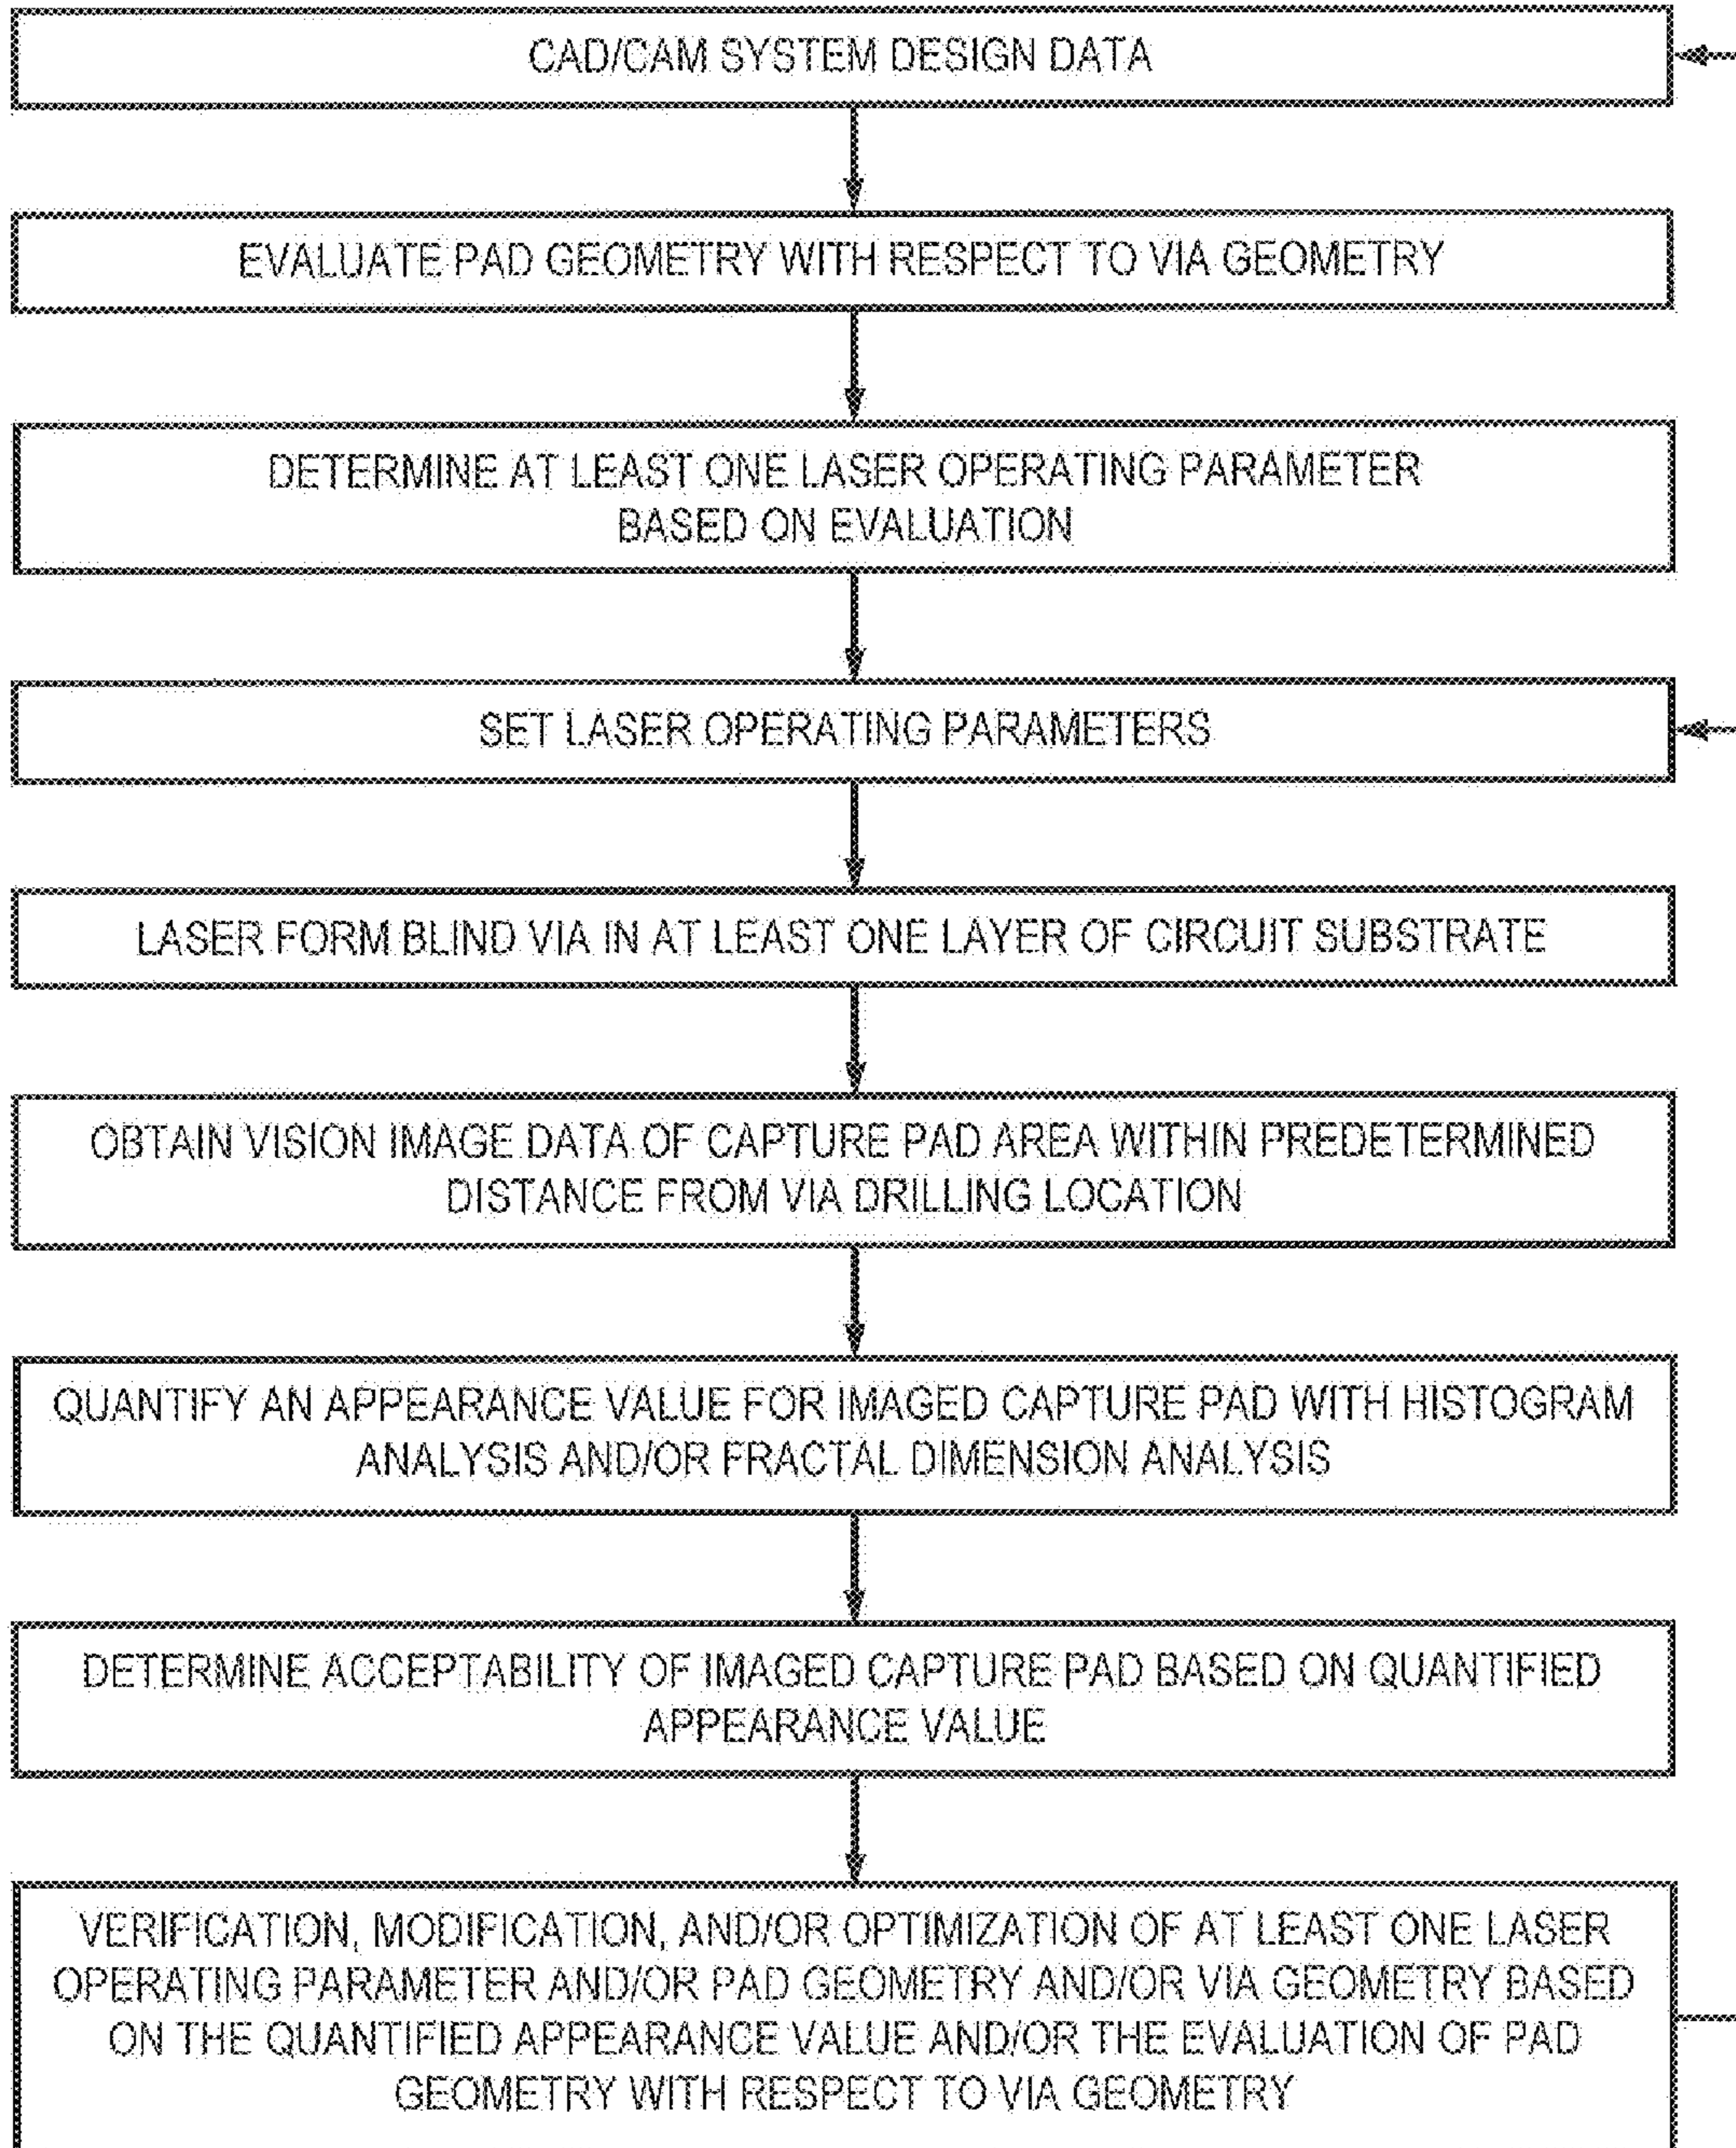 CAD/CAM SYSTEM DESIGN DATA
EVALUATE PAD GEOMETRY WITH RESPECT TO VIA GEOMETRY
DETERMINE AT LEAST ONE LASER OPERATING PARAMETER
BASED ON EVALUATION
SET LASER OPERATING PARAMETERS
LASER FORM BLIND VIA IN AT LEAST ONE LAYER OF CIRCUIT SUBSTRATE
OBTAIN VISION IMAGE DATA OF CAPTURE PAD AREA WITHIN PREDETERMINED
DISTANCE FROM VIA DRILLING LOCATION
QUANTIFY AN APPEARANCE VALUE FOR IMAGED CAPTURE PAD WITH HISTOGRAM
ANALYSIS AND/OR FRACTAL DIMENSION ANALYSIS
DETERMINE ACCEPTABILITY OF IMAGED CAPTURE PAD BASED ON QUANTIFIED
APPEARANCE VALUE
VERIFICATION, MODIFICATION, AND/OR OPTIMIZATION OF AT LEAST ONE LASER
OPERATING PARAMETER AND/OR PAD GEOMETRY AND/OR VIA GEOMETRY BASED
ON THE QUANTIFIED APPEARANCE VALUE AND/OR THE EVALUATION OF PAD
GEOMETRY WITH RESPECT TO VIA GEOMETRY